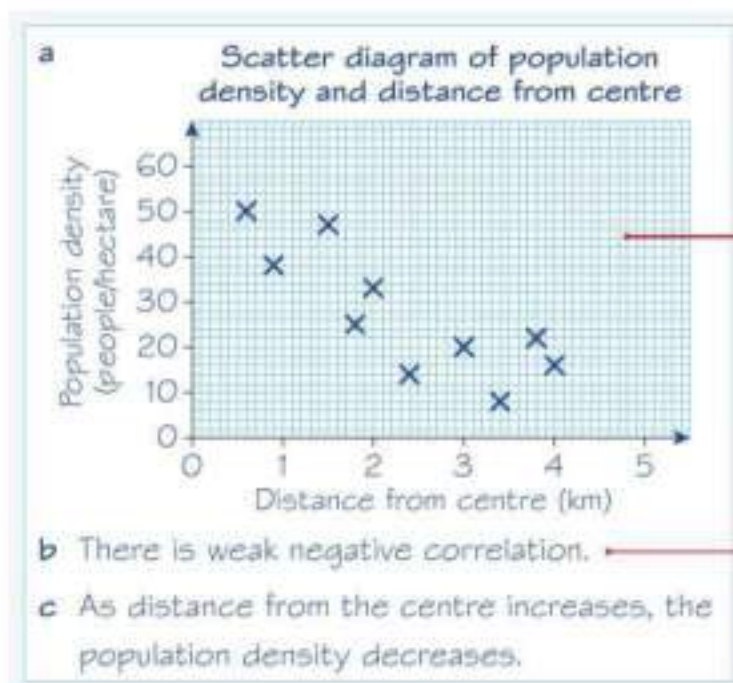 a
Scatter diagram of population
density and distance from centre
Population density
(people/hectare)
60
50
40
30
20
10
0
0 1 2 3 4 5
Distance from centre (km)
b There is weak negative correlation.
c As distance from the centre increases, the
population density decreases.